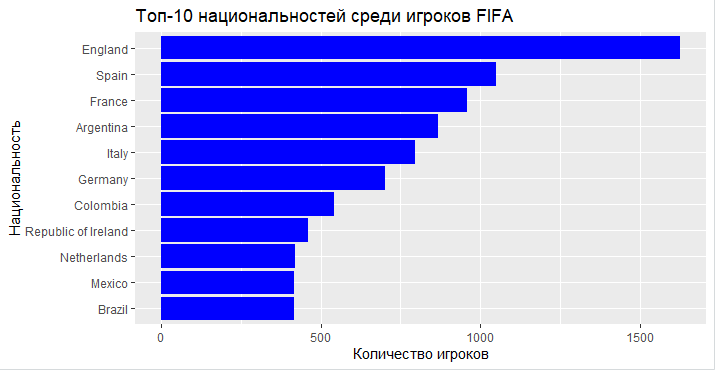 Топ-10 национальностей среди игроков FIFA
Национальность
England
Spain
France
Argentina
Italy
Germany
Colombia
Republic of Ireland
Netherlands
Mexico
Brazil
0 500 1000 1500
Количество игроков